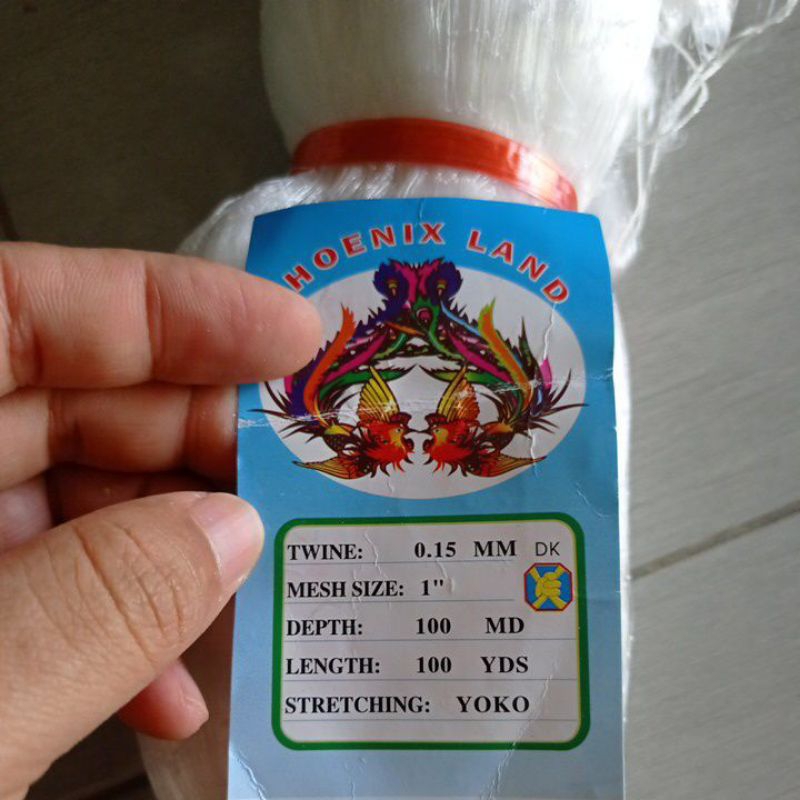 HOENIX LAND
TWINE: 0.15 MM DK
MESH SIZE: 1"
DEPTH: 100 MD
LENGTH: 100 YDS
STRETCHING: YOKO